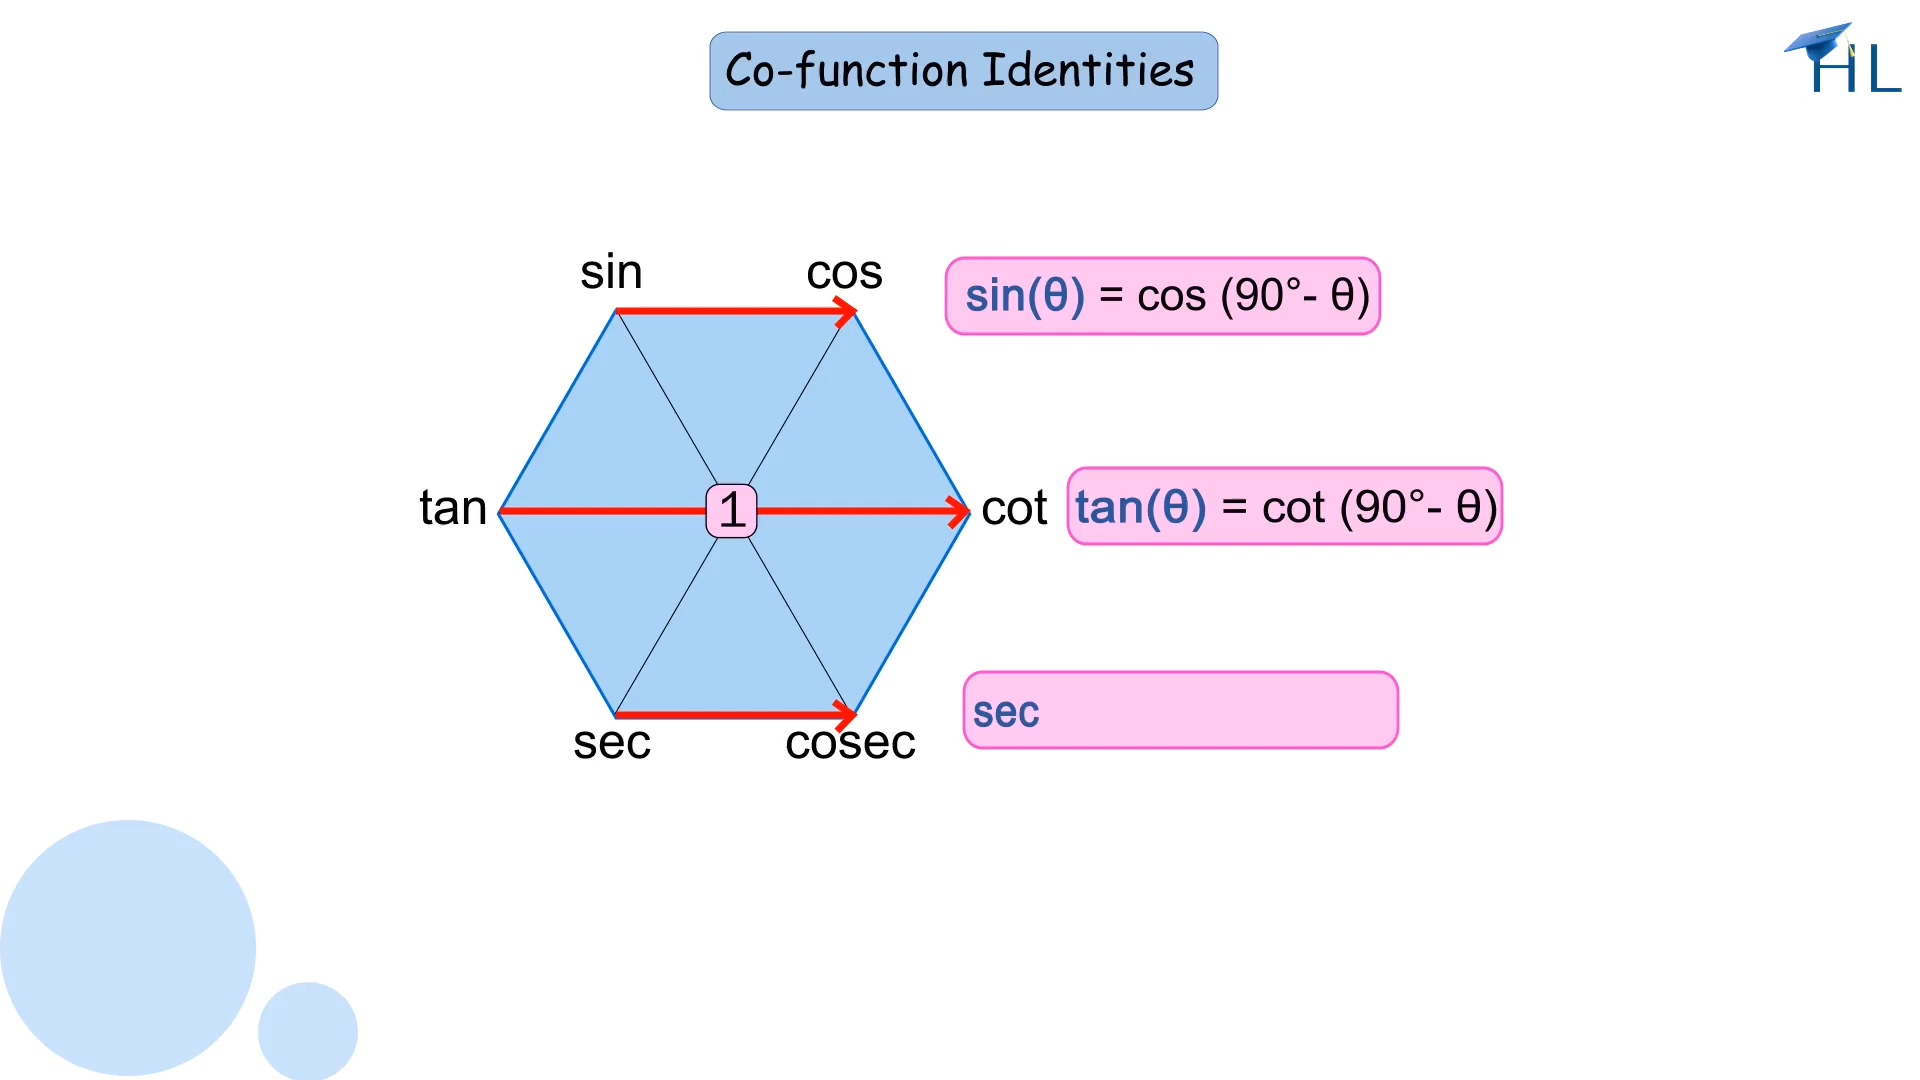 Co-function Identities
HL
sin
cos
sin(θ) = cos (90°- θ)
tan
1
cot
tan(θ) = cot (90°- θ)
sec
cosec
sec